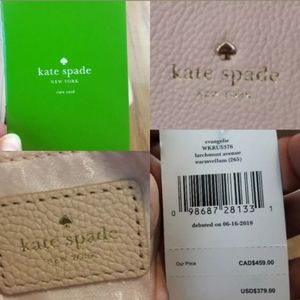 kate spade
NEW YORK
care card
kate spade
NEW YORK
kate spade
NEW YORK
evangelie
WKRU5576
larchmont avenue
warmvellum (265)
0 98687 28133 1
debuted on 06-16-2018
Our Price
CAD$459.00
USD$379.00